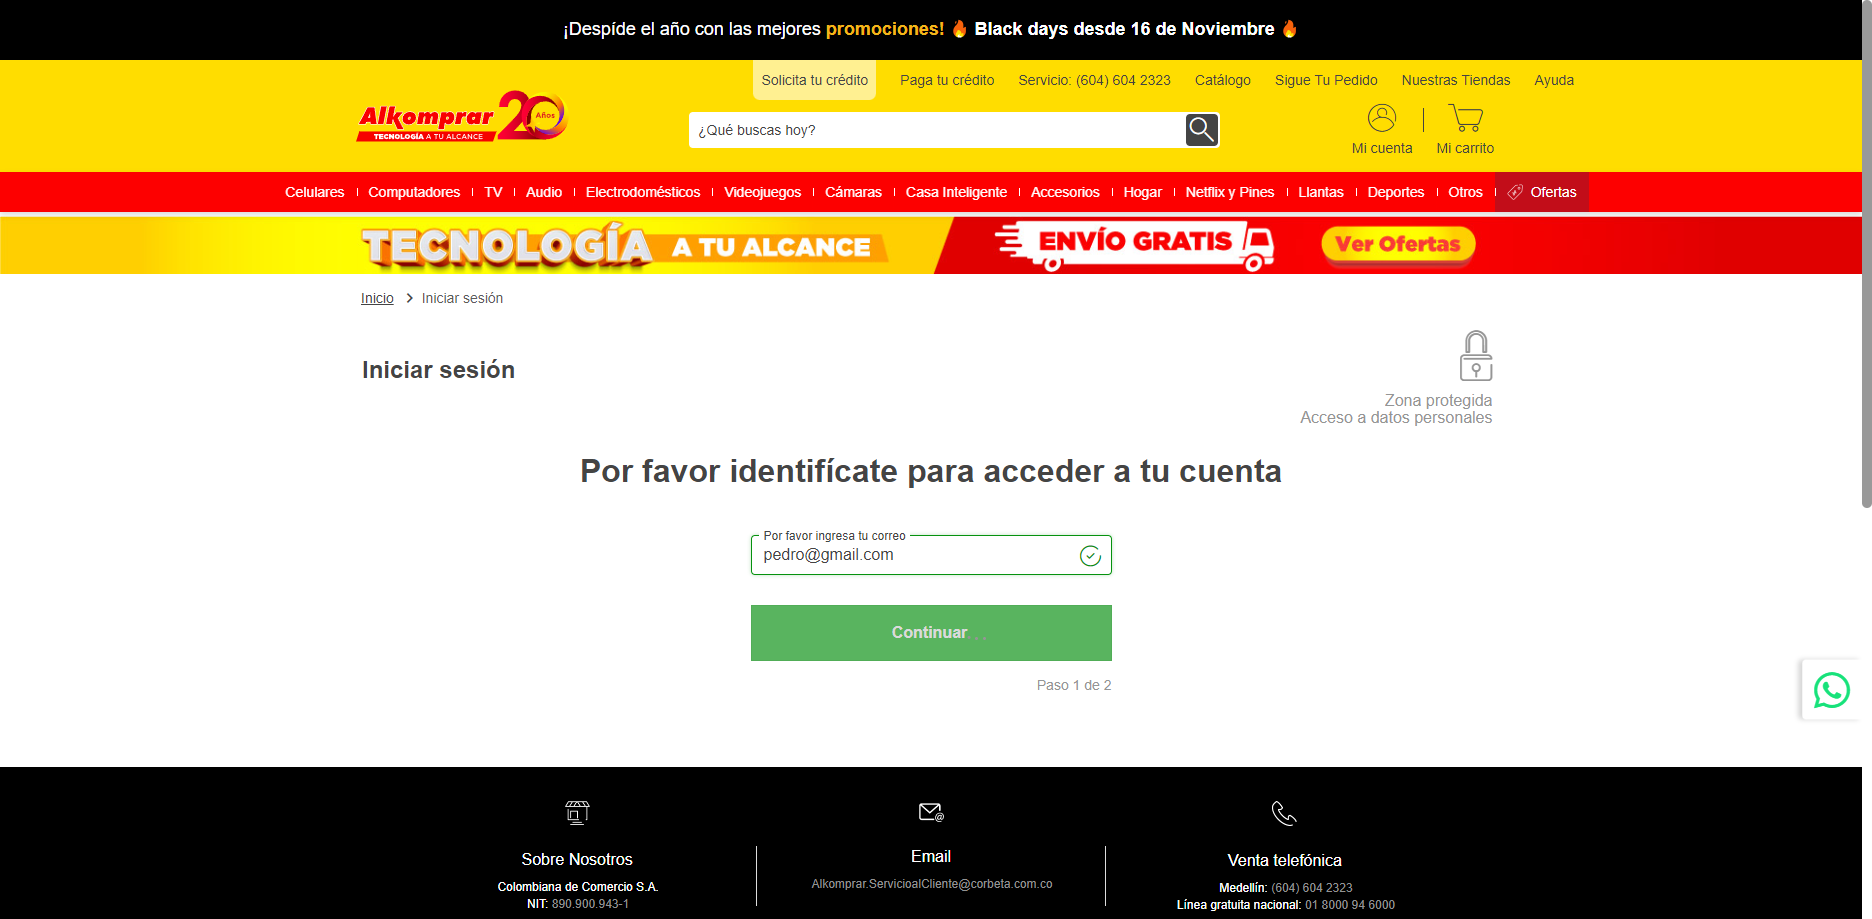 ¡Despíde el año con las mejores promociones! 🔥 Black days desde 16 de Noviembre 🔥
Solicita tu crédito
Paga tu crédito
Servicio: (604) 604 2323
Catálogo
Sigue Tu Pedido
Nuestras Tiendas
Ayuda
Alkomprar 20 Años
TECNOLOGÍA A TU ALCANCE
¿Qué buscas hoy?
Mi cuenta
Mi carrito
Celulares
Computadores
TV
Audio
Electrodomésticos
Videojuegos
Cámaras
Casa Inteligente
Accesorios
Hogar
Netflix y Pines
Llantas
Deportes
Otros
Ofertas
TECNOLOGÍA A TU ALCANCE
ENVÍO GRATIS
Ver Ofertas
Inicio > Iniciar sesión
Iniciar sesión
Zona protegida
Acceso a datos personales
Por favor identifícate para acceder a tu cuenta
Por favor ingresa tu correo
pedro@gmail.com
Continuar...
Paso 1 de 2
Sobre Nosotros
Colombiana de Comercio S.A.
NIT: 890.900.943-1
Email
Alkomprar.ServicioalCliente@corbeta.com.co
Venta telefónica
Medellín: (604) 604 2323
Línea gratuita nacional: 01 8000 94 6000